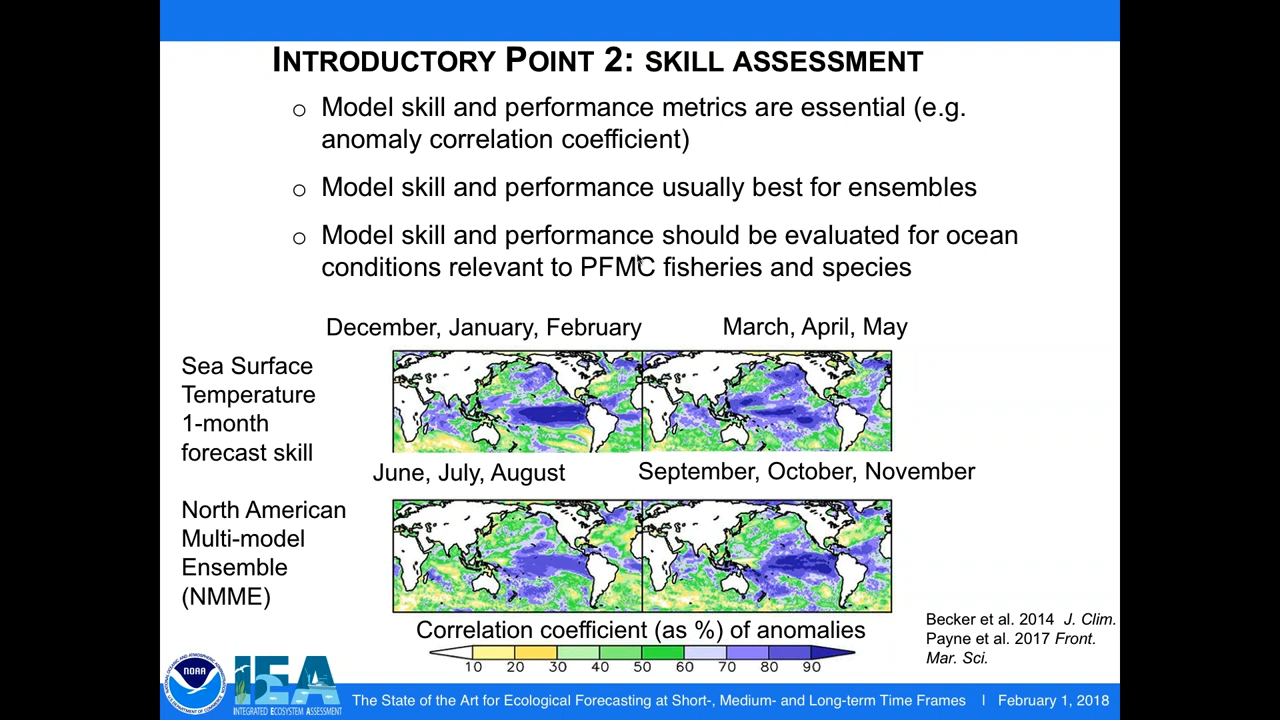 INTRODUCTORY POINT 2: SKILL ASSESSMENT
o Model skill and performance metrics are essential (e.g.
anomaly correlation coefficient)
o Model skill and performance usually best for ensembles
o Model skill and performance should be evaluated for ocean
conditions relevant to PFMC fisheries and species
December, January, February
March, April, May
Sea Surface
Temperature
1-month
forecast skill
June, July, August
September, October, November
North American
Multi-model
Ensemble
(NMME)
Correlation coefficient (as %) of anomalies
10 20 30 40 50 60 70 80 90
Becker et al. 2014 J. Clim.
Payne et al. 2017 Front.
Mar. Sci.
NOAA
IEA
INTEGRATED ECOSYSTEM ASSESSMENT
The State of the Art for Ecological Forecasting at Short-, Medium- and Long-term Time Frames | February 1, 2018